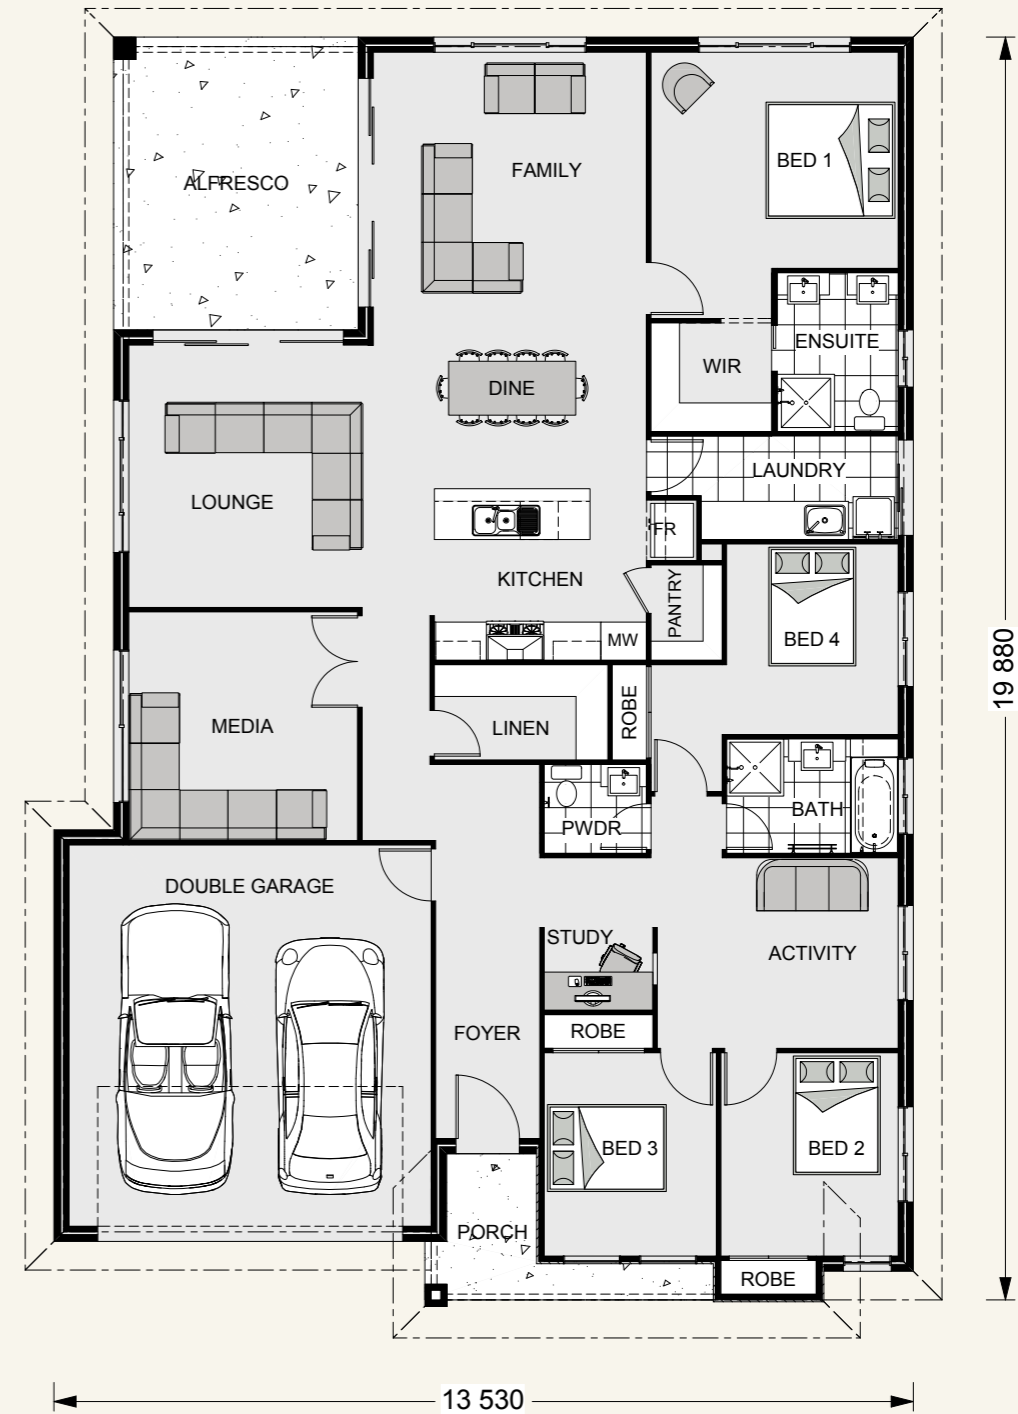 FAMILY
BED 1
ALFRESCO
ENSUITE
WIR
DINE
LAUNDRY
LOUNGE
FR
KITCHEN
PANTRY
BED 4
MW
ROBE
MEDIA
LINEN
BATH
PWDR
DOUBLE GARAGE
STUDY
ACTIVITY
FOYER
ROBE
BED 3
BED 2
PORCH
ROBE
19 880
13 530